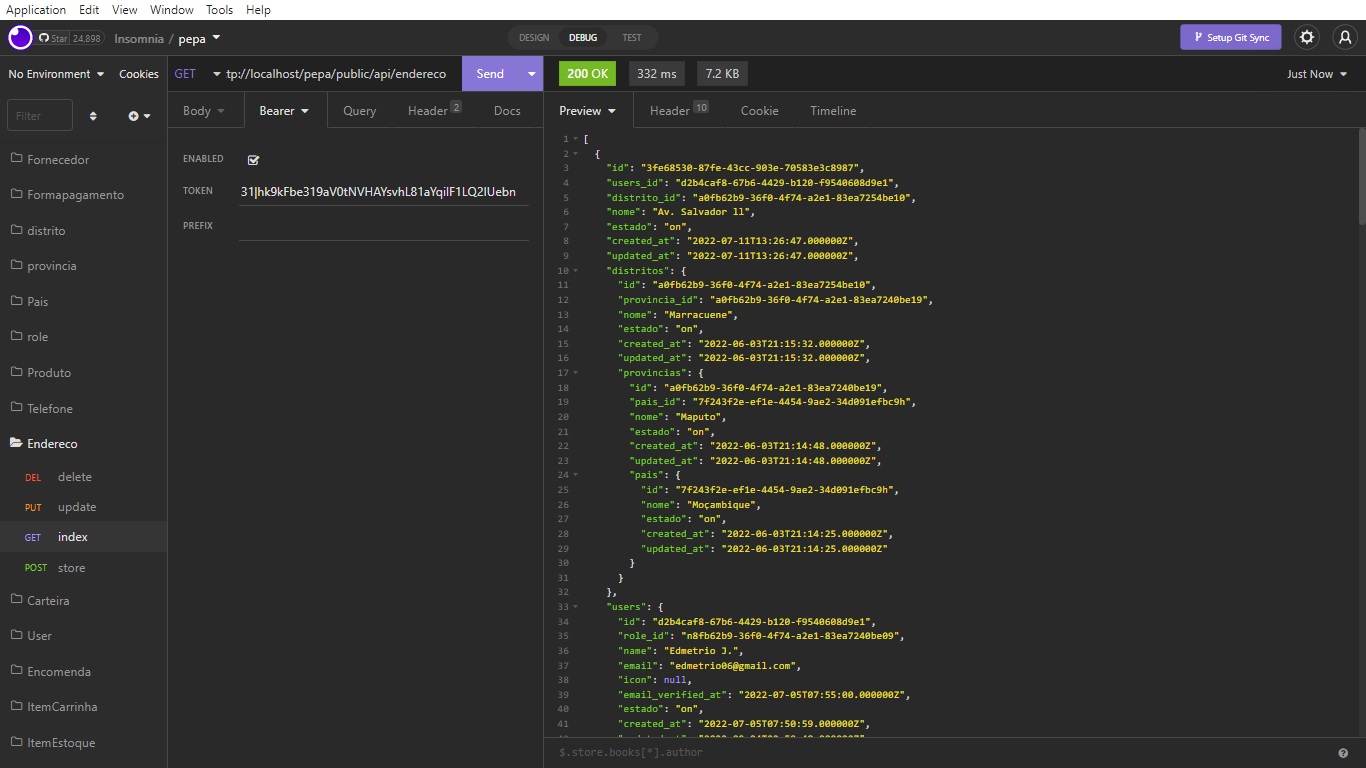 Application Edit View Window Tools Help
Star 24,898 Insomnia / pepa DESIGN DEBUG TEST Setup Git Sync
No Environment Cookies
Filter
Fornecedor
Formapagamento
distrito
provincia
Pais
role
Produto
Telefone
Endereco
DEL delete
PUT update
GET index
POST store
Carteira
User
Encomenda
ItemCarrinha
ItemEstoque
GET tp://localhost/pepa/public/api/endereco Send
Body Bearer Query Header 2 Docs
ENABLED
TOKEN 31|hk9kFbe319aV0tNVHAYsvhL81aYqilF1LQ2IUebn
PREFIX
200 OK 332 ms 7.2 KB Just Now
Preview Header 10 Cookie Timeline
1 [
2 {
3 "id": "3fe68530-87fe-43cc-903e-70583e3c8987",
4 "users_id": "d2b4caf8-67b6-4429-b120-f9540608d9e1",
5 "distrito_id": "a0fb62b9-36f0-4f74-a2e1-83ea7254be10",
6 "nome": "Av. Salvador ll",
7 "estado": "on",
8 "created_at": "2022-07-11T13:26:47.000000Z",
9 "updated_at": "2022-07-11T13:26:47.000000Z",
10 "distritos": {
11 "id": "a0fb62b9-36f0-4f74-a2e1-83ea7254be10",
12 "provincia_id": "a0fb62b9-36f0-4f74-a2e1-83ea7240be19",
13 "nome": "Marracuene",
14 "estado": "on",
15 "created_at": "2022-06-03T21:15:32.000000Z",
16 "updated_at": "2022-06-03T21:15:32.000000Z",
17 "provincias": {
18 "id": "a0fb62b9-36f0-4f74-a2e1-83ea7240be19",
19 "pais_id": "7f243f2e-ef1e-4454-9ae2-34d091efbc9h",
20 "nome": "Maputo",
21 "estado": "on",
22 "created_at": "2022-06-03T21:14:48.000000Z",
23 "updated_at": "2022-06-03T21:14:48.000000Z",
24 "pais": {
25 "id": "7f243f2e-ef1e-4454-9ae2-34d091efbc9h",
26 "nome": "Moçambique",
27 "estado": "on",
28 "created_at": "2022-06-03T21:14:25.000000Z",
29 "updated_at": "2022-06-03T21:14:25.000000Z"
30 }
31 }
32 },
33 "users": {
34 "id": "d2b4caf8-67b6-4429-b120-f9540608d9e1",
35 "role_id": "n8fb62b9-36f0-4f74-a2e1-83ea7240be09",
36 "name": "Edmetrio J.",
37 "email": "edmetrio06@gmail.com",
38 "icon": null,
39 "email_verified_at": "2022-07-05T07:55:00.000000Z",
40 "estado": "on",
41 "created_at": "2022-07-05T07:50:59.000000Z",
$.store.books[*].author